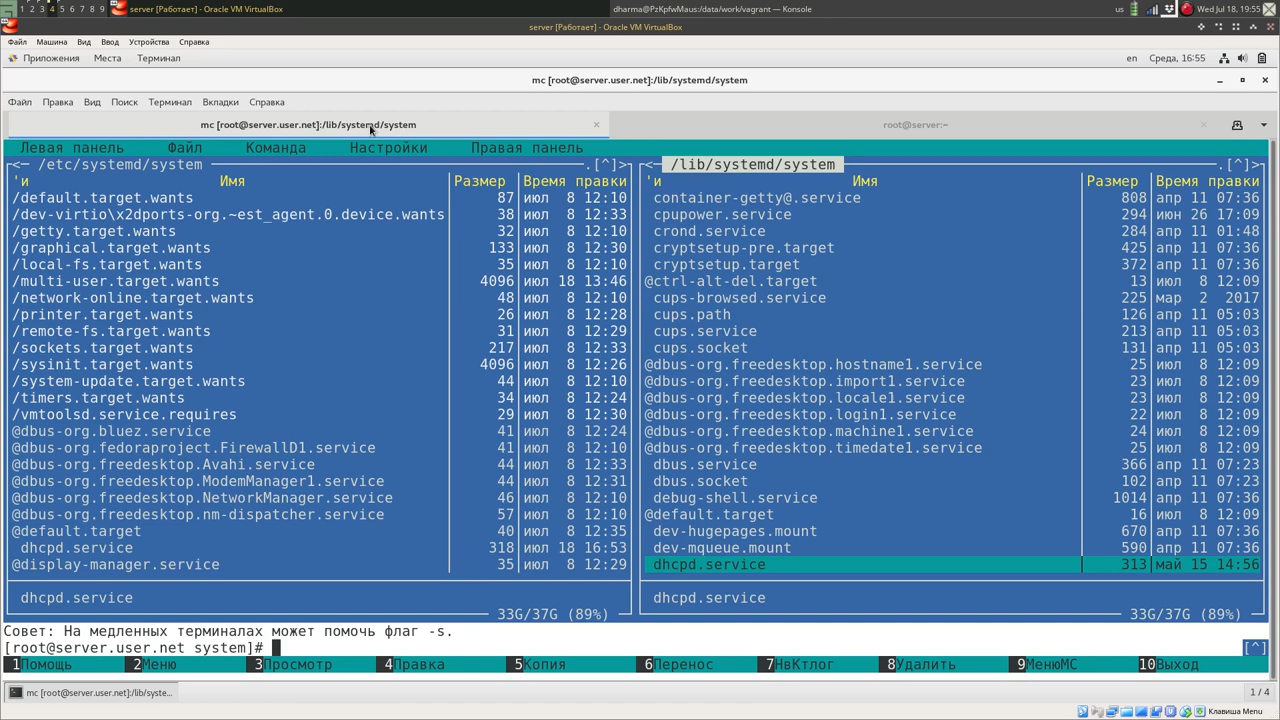 1 2 3 4 5 6 7 8 9 server [Работает] - Oracle VM VirtualBox dharma@PzKpfwMaus:/data/work/vagrant — Konsole us Wed Jul 18, 19:55
server [Работает] - Oracle VM VirtualBox
Файл Машина Вид Ввод Устройства Справка
Приложения Места Терминал en Среда, 16:55
mc [root@server.user.net]:/lib/systemd/system
Файл Правка Вид Поиск Терминал Вкладки Справка
mc [root@server.user.net]:/lib/systemd/system root@server:~
Левая панель Файл Команда Настройки Правая панель
<— /etc/systemd/system .[^]> <— /lib/systemd/system .[^]>
'и Имя Размер Время правки 'и Имя Размер Время правки
/default.target.wants 87 июл 8 12:10 container-getty@.service 808 апр 11 07:36
/dev-virtio\x2dports-org.~est_agent.0.device.wants 38 июл 8 12:33 cpupower.service 294 июн 26 17:09
/getty.target.wants 32 июл 8 12:10 crond.service 284 апр 11 01:48
/graphical.target.wants 133 июл 8 12:30 cryptsetup-pre.target 425 апр 11 07:36
/local-fs.target.wants 35 июл 8 12:10 cryptsetup.target 372 апр 11 07:36
/multi-user.target.wants 4096 июл 18 13:46 @ctrl-alt-del.target 13 июл 8 12:09
/network-online.target.wants 48 июл 8 12:10 cups-browsed.service 225 мар 2 2017
/printer.target.wants 26 июл 8 12:28 cups.path 126 апр 11 05:03
/remote-fs.target.wants 31 июл 8 12:29 cups.service 213 апр 11 05:03
/sockets.target.wants 217 июл 8 12:33 cups.socket 131 апр 11 05:03
/sysinit.target.wants 4096 июл 8 12:26 @dbus-org.freedesktop.hostname1.service 25 июл 8 12:09
/system-update.target.wants 44 июл 8 12:10 @dbus-org.freedesktop.import1.service 23 июл 8 12:09
/timers.target.wants 34 июл 8 12:24 @dbus-org.freedesktop.locale1.service 23 июл 8 12:09
/vmtoolsd.service.requires 29 июл 8 12:30 @dbus-org.freedesktop.login1.service 22 июл 8 12:09
@dbus-org.bluez.service 41 июл 8 12:24 @dbus-org.freedesktop.machine1.service 24 июл 8 12:09
@dbus-org.fedoraproject.FirewallD1.service 41 июл 8 12:10 @dbus-org.freedesktop.timedate1.service 25 июл 8 12:09
@dbus-org.freedesktop.Avahi.service 44 июл 8 12:33 dbus.service 366 апр 11 07:23
@dbus-org.freedesktop.ModemManager1.service 44 июл 8 12:31 dbus.socket 102 апр 11 07:23
@dbus-org.freedesktop.NetworkManager.service 46 июл 8 12:10 debug-shell.service 1014 апр 11 07:36
@dbus-org.freedesktop.nm-dispatcher.service 57 июл 8 12:10 @default.target 16 июл 8 12:09
@default.target 40 июл 8 12:35 dev-hugepages.mount 670 апр 11 07:36
dhcpd.service 318 июл 18 16:53 dev-mqueue.mount 590 апр 11 07:36
@display-manager.service 35 июл 8 12:29 dhcpd.service 313 май 15 14:56
dhcpd.service dhcpd.service
33G/37G (89%) 33G/37G (89%)
Совет: На медленных терминалах может помочь флаг -s.
[root@server.user.net system]# [^]
1Помощь 2Меню 3Просмотр 4Правка 5Копия 6Перенос 7НвКтлог 8Удалить 9МенюМС 10Выход
mc [root@server.user.net]:/lib/syste... 1 / 4
Клавиша Menu